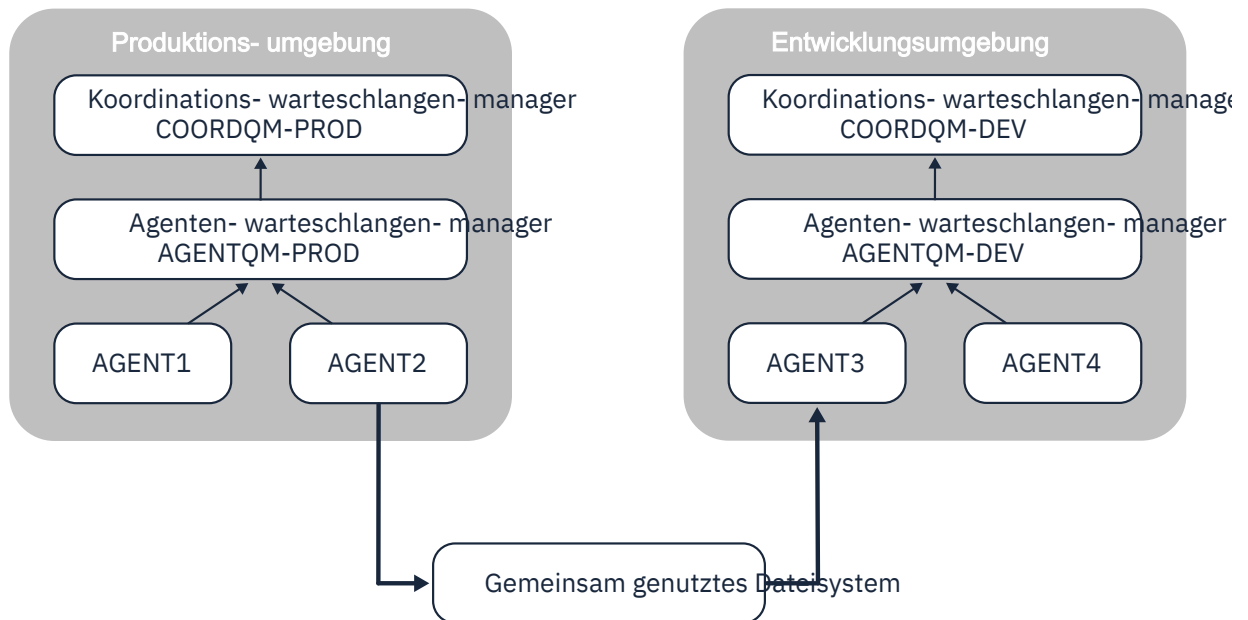 Produktions- umgebung
Koordinations- warteschlangen- manager
COORDQM-PROD
Agenten- warteschlangen- manager
AGENTQM-PROD
AGENT1
AGENT2
Entwicklungsumgebung
Koordinations- warteschlangen- manage
COORDQM-DEV
Agenten- warteschlangen- manager
AGENTQM-DEV
AGENT3
AGENT4
Gemeinsam genutztes Dateisystem